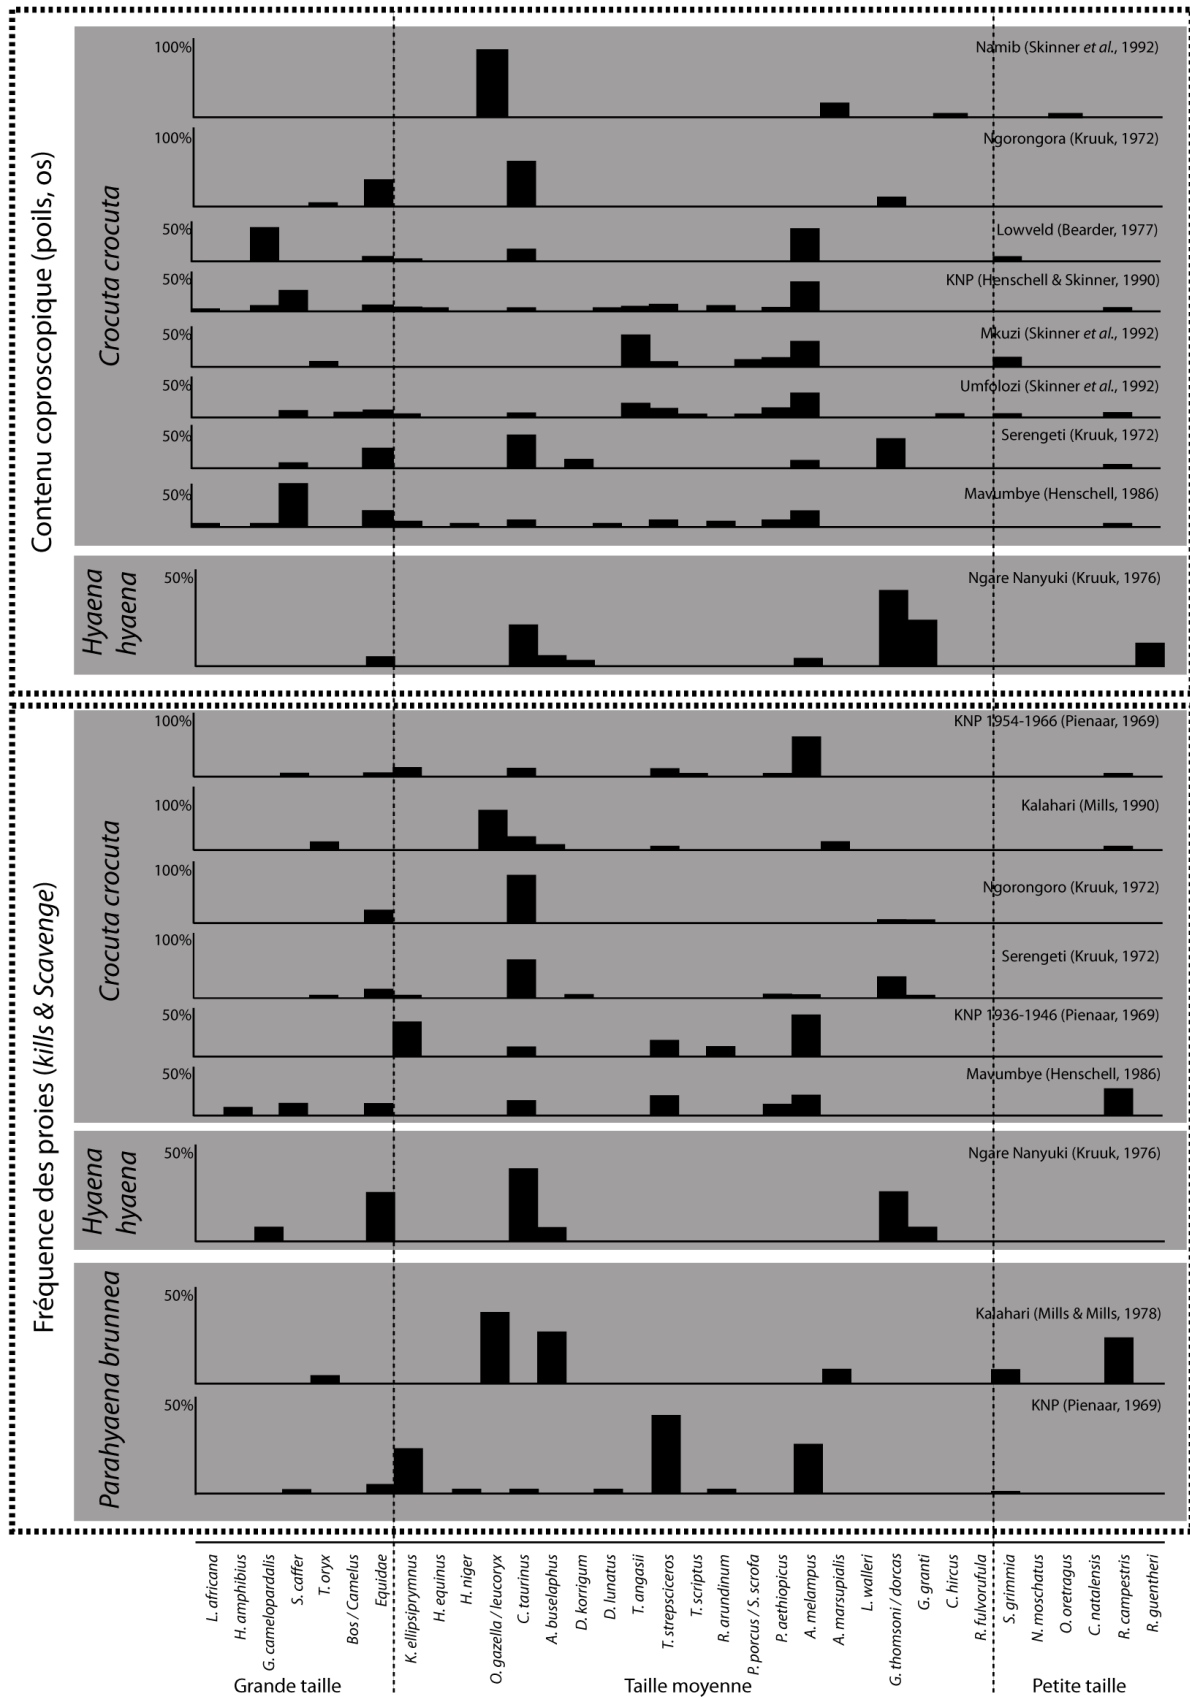 Contenu coproscopique (poils, os)
Crocuta crocuta
100%
Namib (Skinner et al., 1992)
100%
Ngorongora (Kruuk, 1972)
50%
Lowveld (Bearder, 1977)
50%
KNP (Henschell & Skinner, 1990)
50%
Mkuzi (Skinner et al., 1992)
50%
Umfolozi (Skinner et al., 1992)
50%
Serengeti (Kruuk, 1972)
50%
Mavumbye (Henschell, 1986)
Hyaena
hyaena
50%
Ngare Nanyuki (Kruuk, 1976)
Fréquence des proies (kills & Scavenge)
Crocuta crocuta
100%
KNP 1954-1966 (Pienaar, 1969)
100%
Kalahari (Mills, 1990)
100%
Ngorongoro (Kruuk, 1972)
100%
Serengeti (Kruuk, 1972)
50%
KNP 1936-1946 (Pienaar, 1969)
50%
Mavumbye (Henschell, 1986)
Hyaena
hyaena
50%
Ngare Nanyuki (Kruuk, 1976)
Parahyaena brunnea
50%
Kalahari (Mills & Mills, 1978)
50%
KNP (Pienaar, 1969)
L. africana
H. amphibius
G. camelopardalis
S. caffer
T. oryx
Bos / Camelus
Equidae
K. ellipsiprymnus
H. equinus
H. niger
O. gazella / leucoryx
C. taurinus
A. buselaphus
D. korrigum
D. lunatus
T. angasii
T. strepsciceros
T. scriptus
R. arundinum
P. porcus / S. scrofa
P. aethiopicus
A. melampus
A. marsupialis
L. walleri
G. thomsoni / dorcas
G. granti
C. hircus
R. fulvorufula
S. grimmia
N. moschatus
O. oretragus
C. natalensis
R. campestris
R. guentheri
Grande taille
Taille moyenne
Petite taille